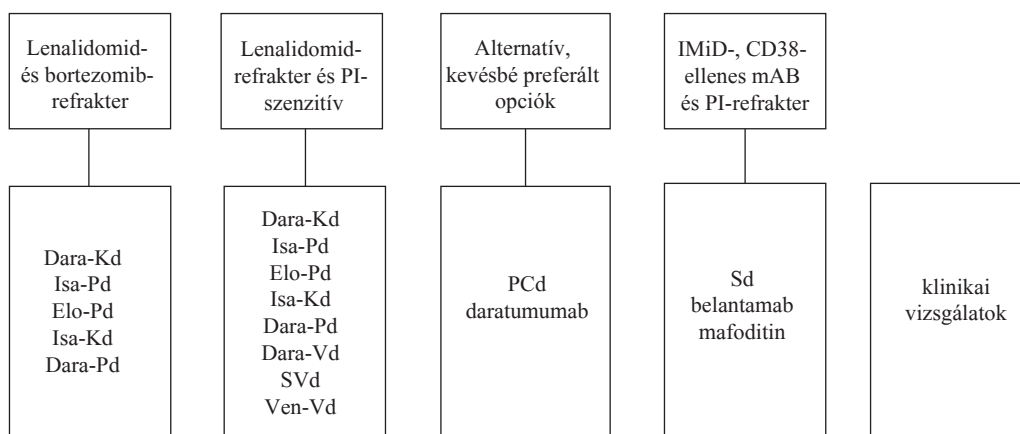 Lenalidomid-
és bortezomib-
refrakter
Lenalidomid-
refrakter és PI-
szenzitív
Alternatív,
kevésbé preferált
opciók
IMiD-, CD38-
ellenes mAB
és PI-refrakter
Dara-Kd
Isa-Pd
Elo-Pd
Isa-Kd
Dara-Pd
Dara-Kd
Isa-Pd
Elo-Pd
Isa-Kd
Dara-Pd
Dara-Vd
SVd
Ven-Vd
PCd
daratumumab
Sd
belantamab
mafoditin
klinikai
vizsgálatok